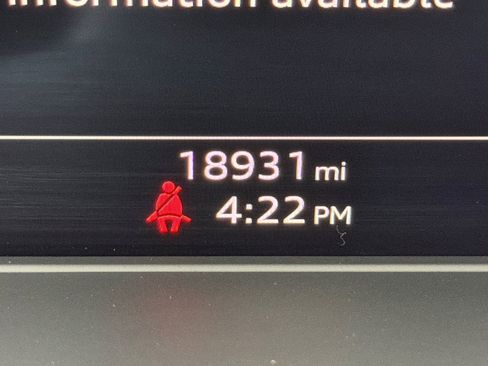 information available
18931 mi
4:22 PM